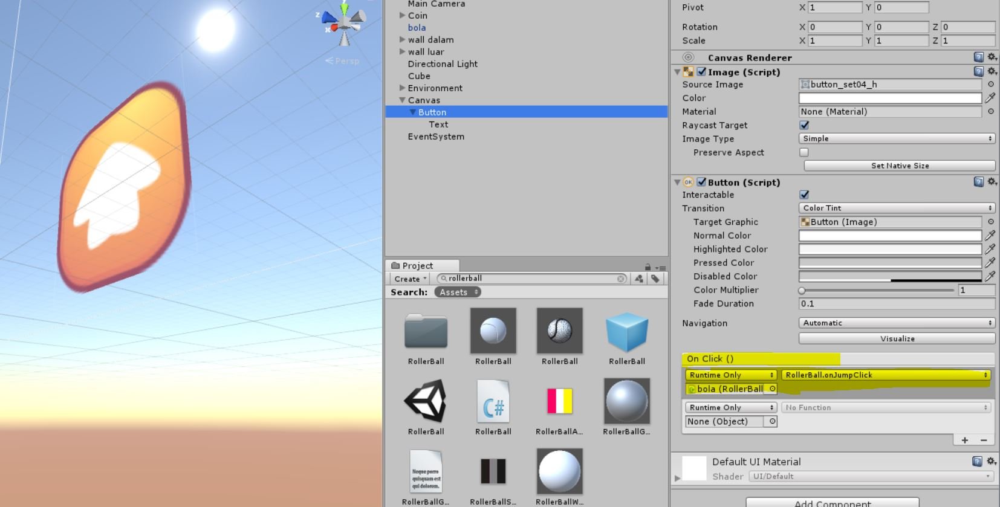 y
z
x
Persp
Main Camera
Coin
bola
wall dalam
wall luar
Directional Light
Cube
Environment
Canvas
Button
Text
EventSystem
Project
Create
rollerball
Search: Assets
RollerBall RollerBall RollerBall RollerBall
RollerBall C# RollerBall RollerBallA... RollerBallG...
Neque porro
quisquam est
qui dolorem.
RollerBallG... RollerBallS... RollerBallW...
Pivot X 1 Y 0
Rotation X 0 Y 0 Z 0
Scale X 1 Y 1 Z 1
Canvas Renderer
Image (Script)
Source Image button_set04_h
Color
Material None (Material)
Raycast Target
Image Type Simple
Preserve Aspect
Set Native Size
OK Button (Script)
Interactable
Transition Color Tint
Target Graphic Button (Image)
Normal Color
Highlighted Color
Pressed Color
Disabled Color
Color Multiplier 1
Fade Duration 0.1
Navigation Automatic
Visualize
On Click ()
Runtime Only RollerBall.onJumpClick
bola (RollerBall
Runtime Only No Function
None (Object)
+ −
Default UI Material
Shader UI/Default
Add Component